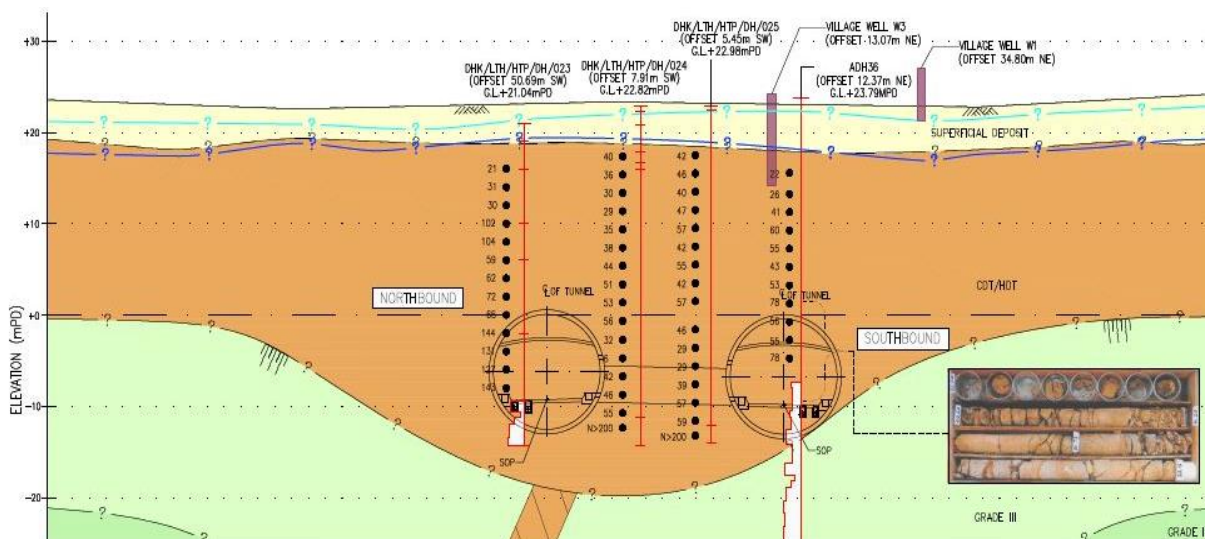 +30
+20
+10
+0
-10
-20
ELEVATION (mPD)
DHK/LTH/HTP/DH/023
(OFFSET 50.69m SW)
G.L+21.04mPD
DHK/LTH/HTP/DH/024
(OFFSET 7.91m SW)
G.L.+22.82mPD
DHK/LTH/HTP/DH/025
(OFFSET 5.45m SW)
G.L+22.98mPD
VILLAGE WELL W3
(OFFSET 13.07m NE)
ADH36
(OFFSET 12.37m NE)
G.L.+23.79MPD
VILLAGE WELL W1
(OFFSET 34.80m NE)
SUPERFICIAL DEPOSIT
21
31
30
102
104
59
62
72
144
143
40
36
30
29
35
38
44
51
53
56
32
42
46
55
N>200
42
46
40
47
57
42
55
42
57
46
29
29
39
57
59
N>200
22
26
41
60
55
43
53
78
56
55
78
NORTHBOUND
℄ OF TUNNEL
℄ OF TUNNEL
SOUTHBOUND
CDT/HDT
SDP
SDP
GRADE III
GRADE I